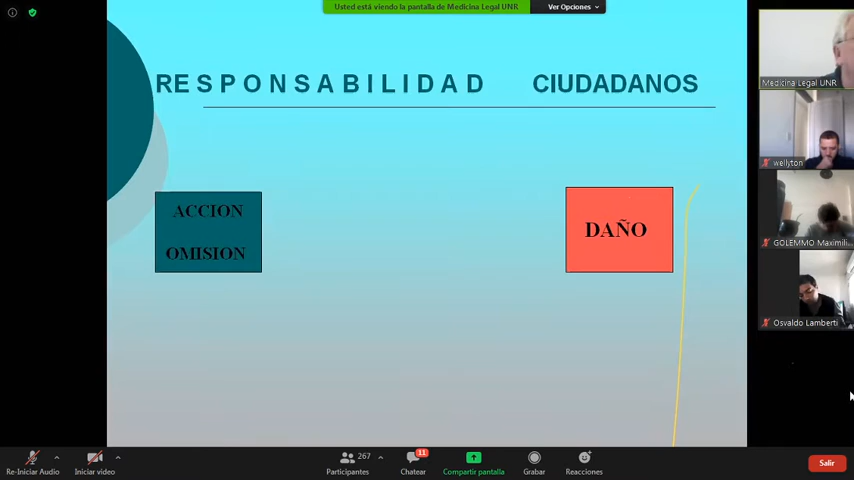 Usted está viendo la pantalla de Medicina Legal UNR
Ver Opciones
RESPONSABILIDAD CIUDADANOS
ACCION
OMISION
DAÑO
Medicina Legal UNR
wellyton
GOLEMMO Maximili...
Osvaldo Lamberti
Re-Iniciar Audio
Iniciar video
267
Participantes
11
Chatear
Compartir pantalla
Grabar
Reacciones
Salir